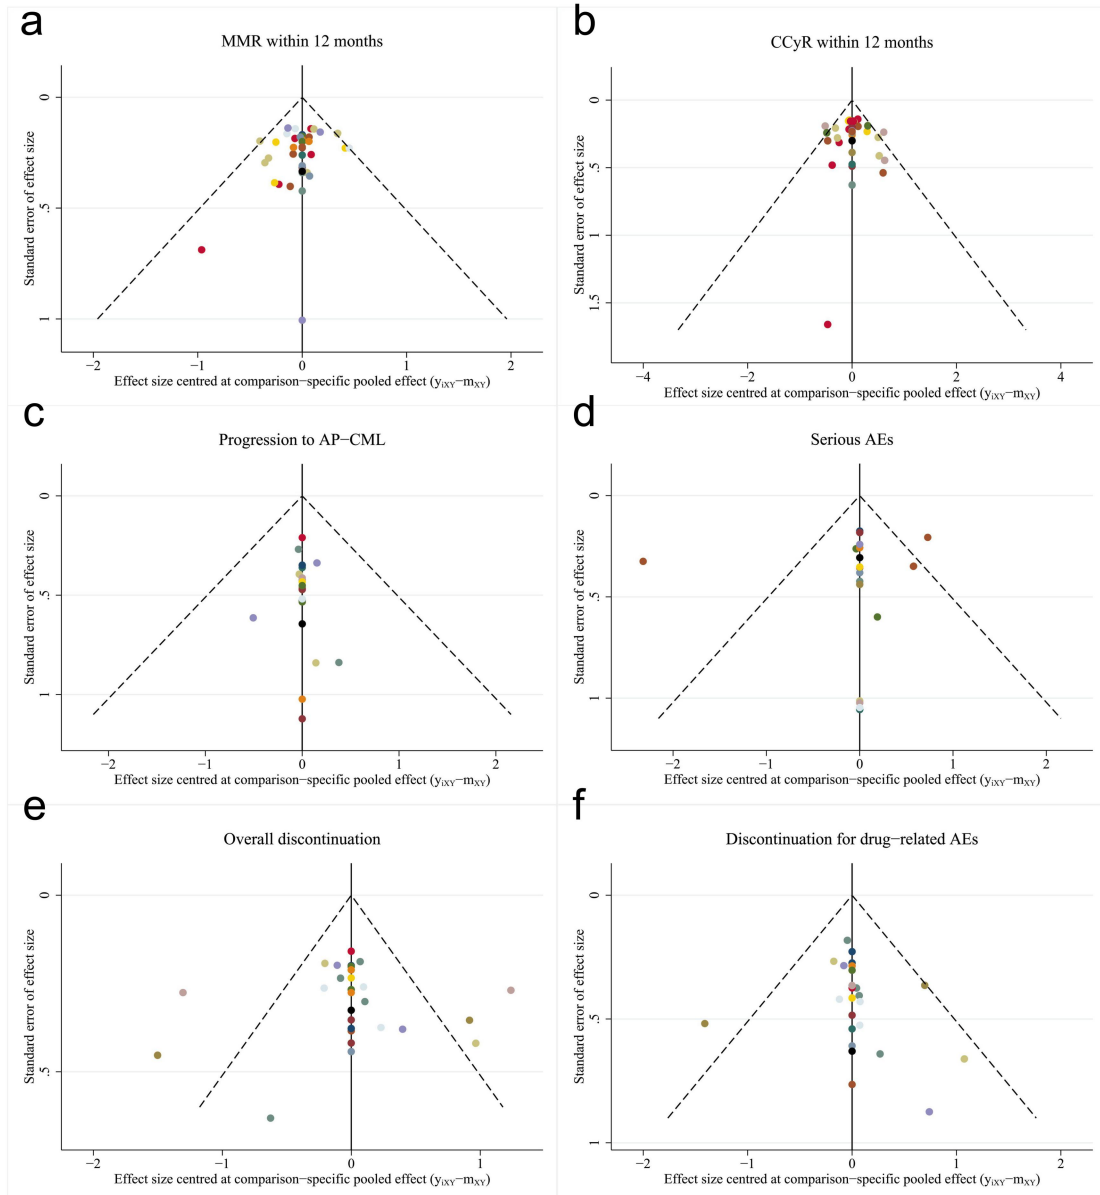 a
MMR within 12 months
Standard error of effect size
0
.5
1
−2
−1
0
1
2
Effect size centred at comparison−specific pooled effect (yiXY−mXY)
b
CCyR within 12 months
Standard error of effect size
0
.5
1
1.5
−4
−2
0
2
4
Effect size centred at comparison−specific pooled effect (yiXY−mXY)
c
Progression to AP−CML
Standard error of effect size
0
.5
1
−2
−1
0
1
2
Effect size centred at comparison−specific pooled effect (yiXY−mXY)
d
Serious AEs
Standard error of effect size
0
.5
1
−2
−1
0
1
2
Effect size centred at comparison−specific pooled effect (yiXY−mXY)
e
Overall discontinuation
Standard error of effect size
0
.5
−2
−1
0
1
Effect size centred at comparison−specific pooled effect (yiXY−mXY)
f
Discontinuation for drug−related AEs
Standard error of effect size
0
.5
1
−2
−1
0
1
2
Effect size centred at comparison−specific pooled effect (yiXY−mXY)